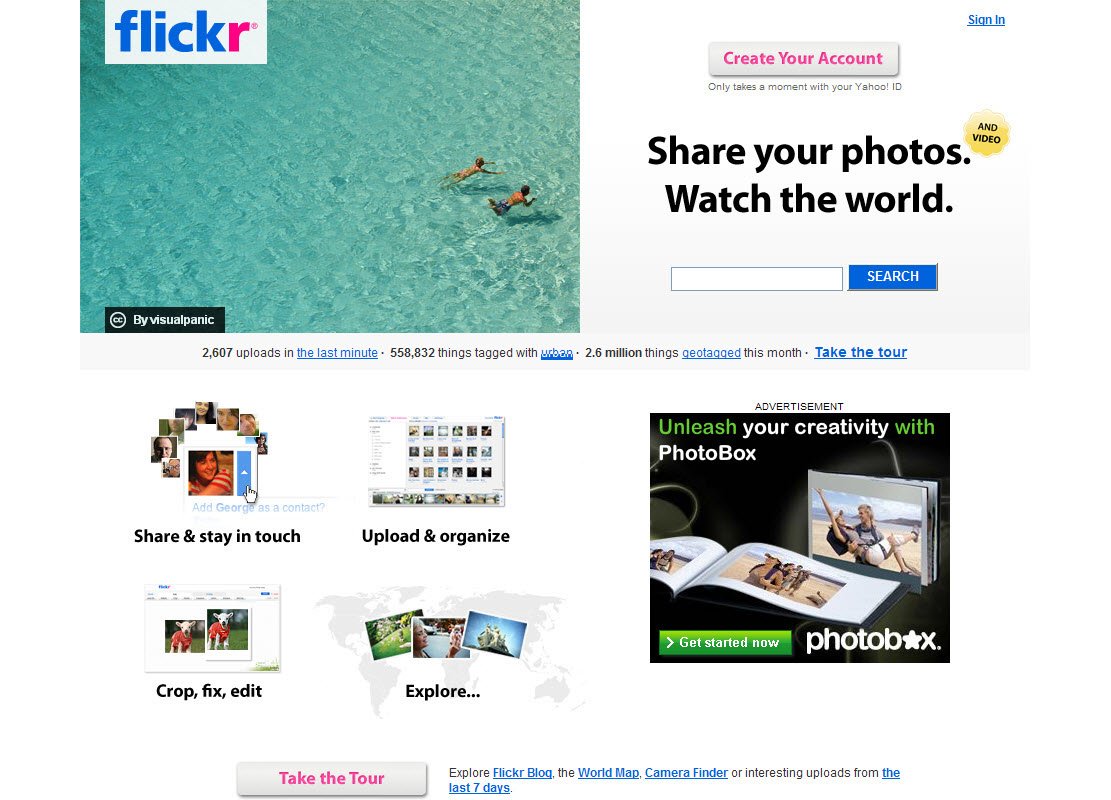 flickr®
Sign In
Create Your Account
Only takes a moment with your Yahoo! ID
AND
VIDEO
Share your photos.
Watch the world.
SEARCH
cc By visualpanic
2,607 uploads in the last minute · 558,832 things tagged with urban · 2.6 million things geotagged this month · Take the tour
Add George as a contact?
Share & stay in touch
Upload & organize
ADVERTISEMENT
Unleash your creativity with
PhotoBox
flickr
Crop, fix, edit
Explore...
Get started now
photobox.
Take the Tour
Explore Flickr Blog, the World Map, Camera Finder or interesting uploads from the
last 7 days.